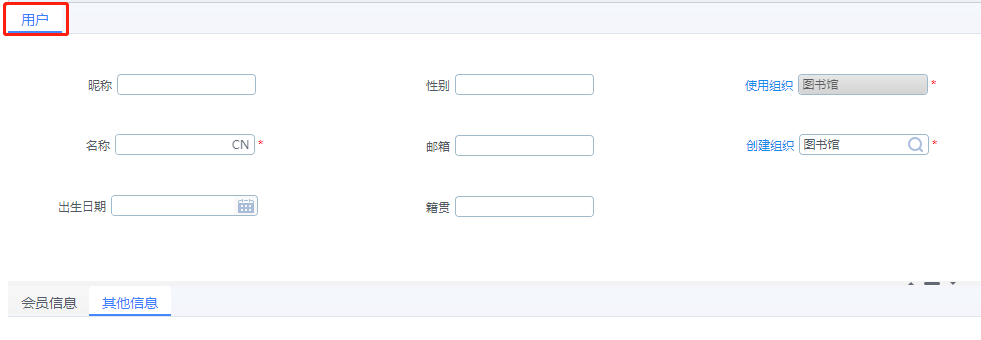 用户
昵称 性别 使用组织 图书馆 *
名称 CN * 邮箱 创建组织 图书馆 *
出生日期 籍贯
会员信息 其他信息